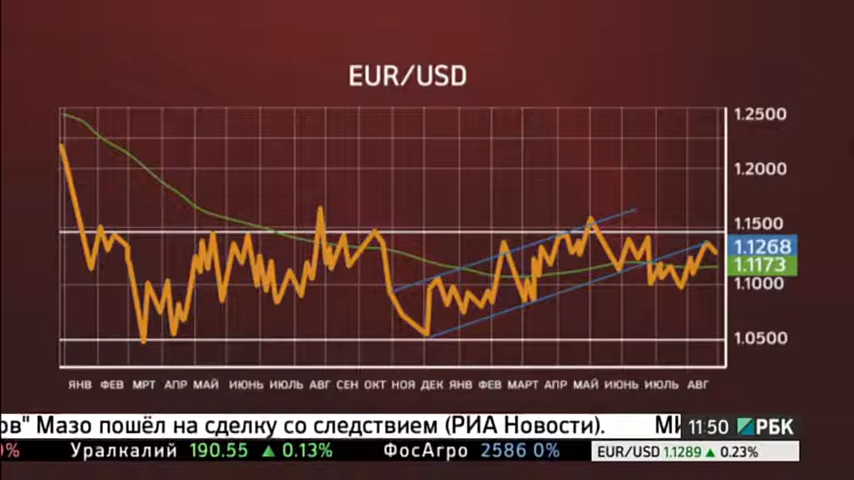 EUR/USD
1.2500
1.2000
1.1500
1.1268
1.1173
1.1000
1.0500
ЯНВ ФЕВ МРТ АПР МАЙ ИЮНЬ ИЮЛЬ АВГ СЕН ОКТ НОЯ ДЕК ЯНВ ФЕВ МАРТ АПР МАЙ ИЮНЬ ИЮЛЬ АВГ
ов" Мазо пошёл на сделку со следствием (РИА Новости). МИ 11:50 РБК
% Уралкалий 190.55 ▲ 0.13% ФосАгро 2586 0% EUR/USD 1.1289 ▲ 0.23%